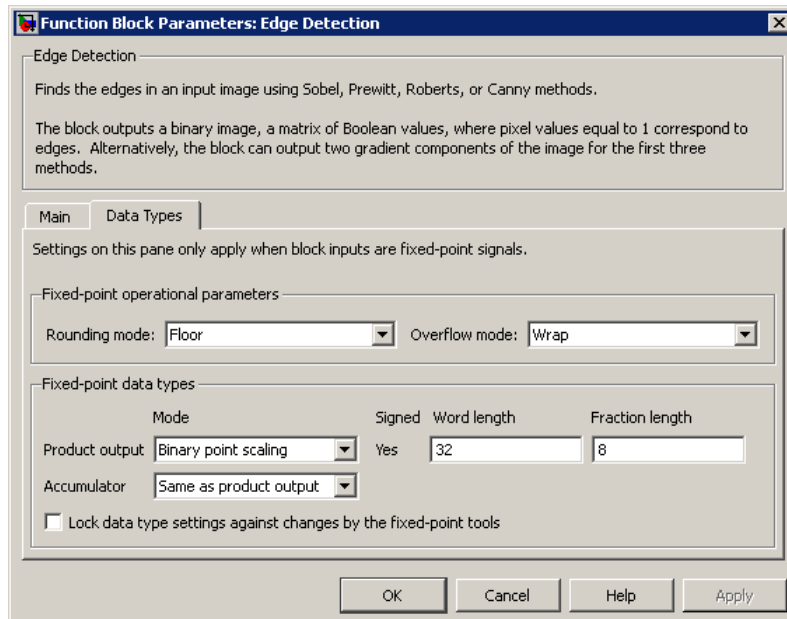 Function Block Parameters: Edge Detection
Edge Detection
Finds the edges in an input image using Sobel, Prewitt, Roberts, or Canny methods.
The block outputs a binary image, a matrix of Boolean values, where pixel values equal to 1 correspond to
edges.  Alternatively, the block can output two gradient components of the image for the first three
methods.
Main Data Types
Settings on this pane only apply when block inputs are fixed-point signals.
Fixed-point operational parameters
Rounding mode: Floor Overflow mode: Wrap
Fixed-point data types
Mode Signed Word length Fraction length
Product output Binary point scaling Yes 32 8
Accumulator Same as product output
Lock data type settings against changes by the fixed-point tools
OK Cancel Help Apply